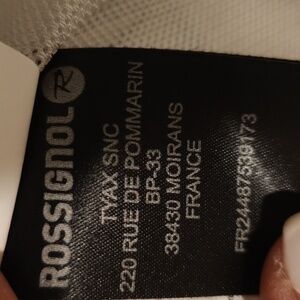 ROSSIGNOL R
TYAX SNC
220 RUE DE POMMARIN
BP-33
38430 MOIRANS
FRANCE
FR24487539173